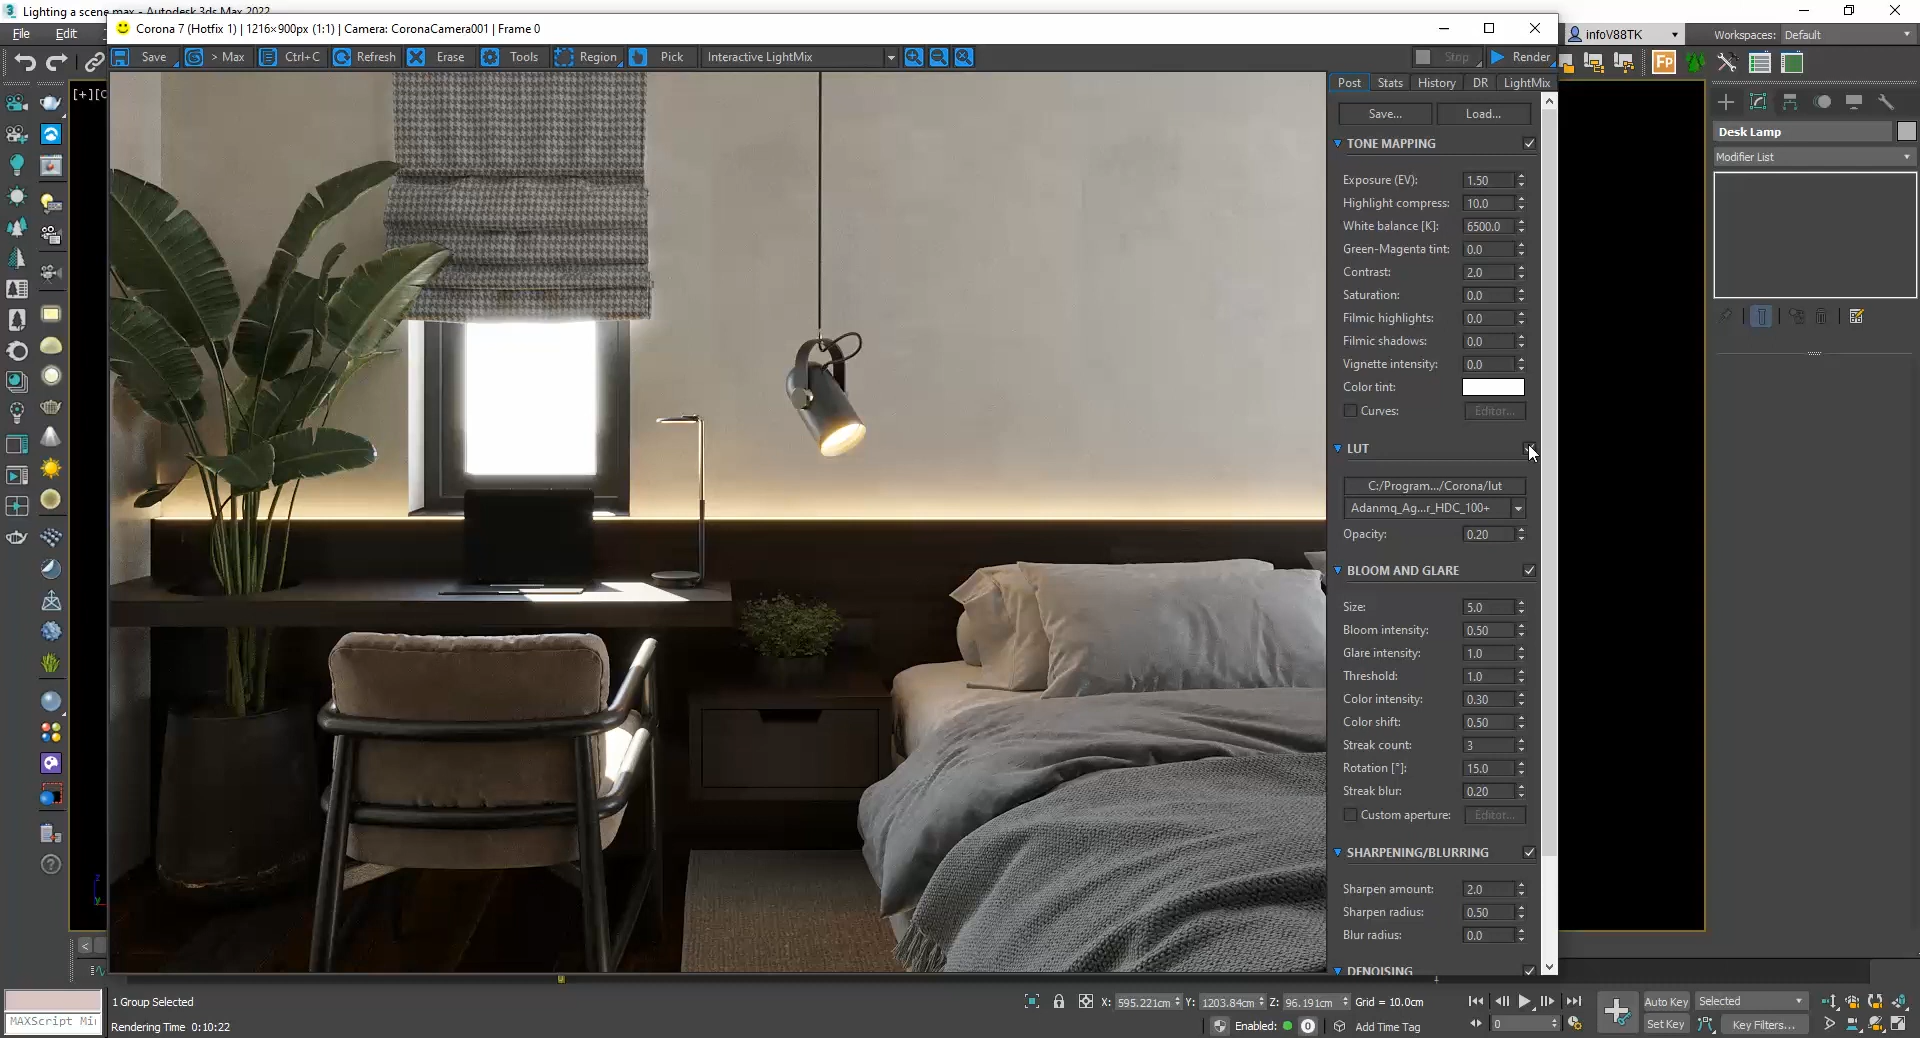 Lighting a scene.max - Autodesk 3ds Max 2022
File Edit
Corona 7 (Hotfix 1) | 1216×900px (1:1) | Camera: CoronaCamera001 | Frame 0
infoV88TK
Workspaces: Default
Save > Max Ctrl+C Refresh Erase Tools Region Pick Interactive LightMix Stop Render
Fp
[+]
Post Stats History DR LightMix
Save... Load...
TONE MAPPING
Exposure (EV): 1.50
Highlight compress: 10.0
White balance [K]: 6500.0
Green-Magenta tint: 0.0
Contrast: 2.0
Saturation: 0.0
Filmic highlights: 0.0
Filmic shadows: 0.0
Vignette intensity: 0.0
Color tint:
Curves: Editor...
LUT
C:/Program.../Corona/lut
Adanmq_Ag...r_HDC_100+
Opacity: 0.20
BLOOM AND GLARE
Size: 5.0
Bloom intensity: 0.50
Glare intensity: 1.0
Threshold: 1.0
Color intensity: 0.30
Color shift: 0.50
Streak count: 3
Rotation [°]: 15.0
Streak blur: 0.20
Custom aperture: Editor...
SHARPENING/BLURRING
Sharpen amount: 2.0
Sharpen radius: 0.50
Blur radius: 0.0
DENOISING
Desk Lamp
Modifier List
z
y
1 Group Selected
MAXScript Mi
Rendering Time 0:10:22
X: 595.221cm Y: 1203.84cm Z: 96.191cm Grid = 10.0cm
Enabled: 0 Add Time Tag
0
Auto Key Selected
Set Key Key Filters...